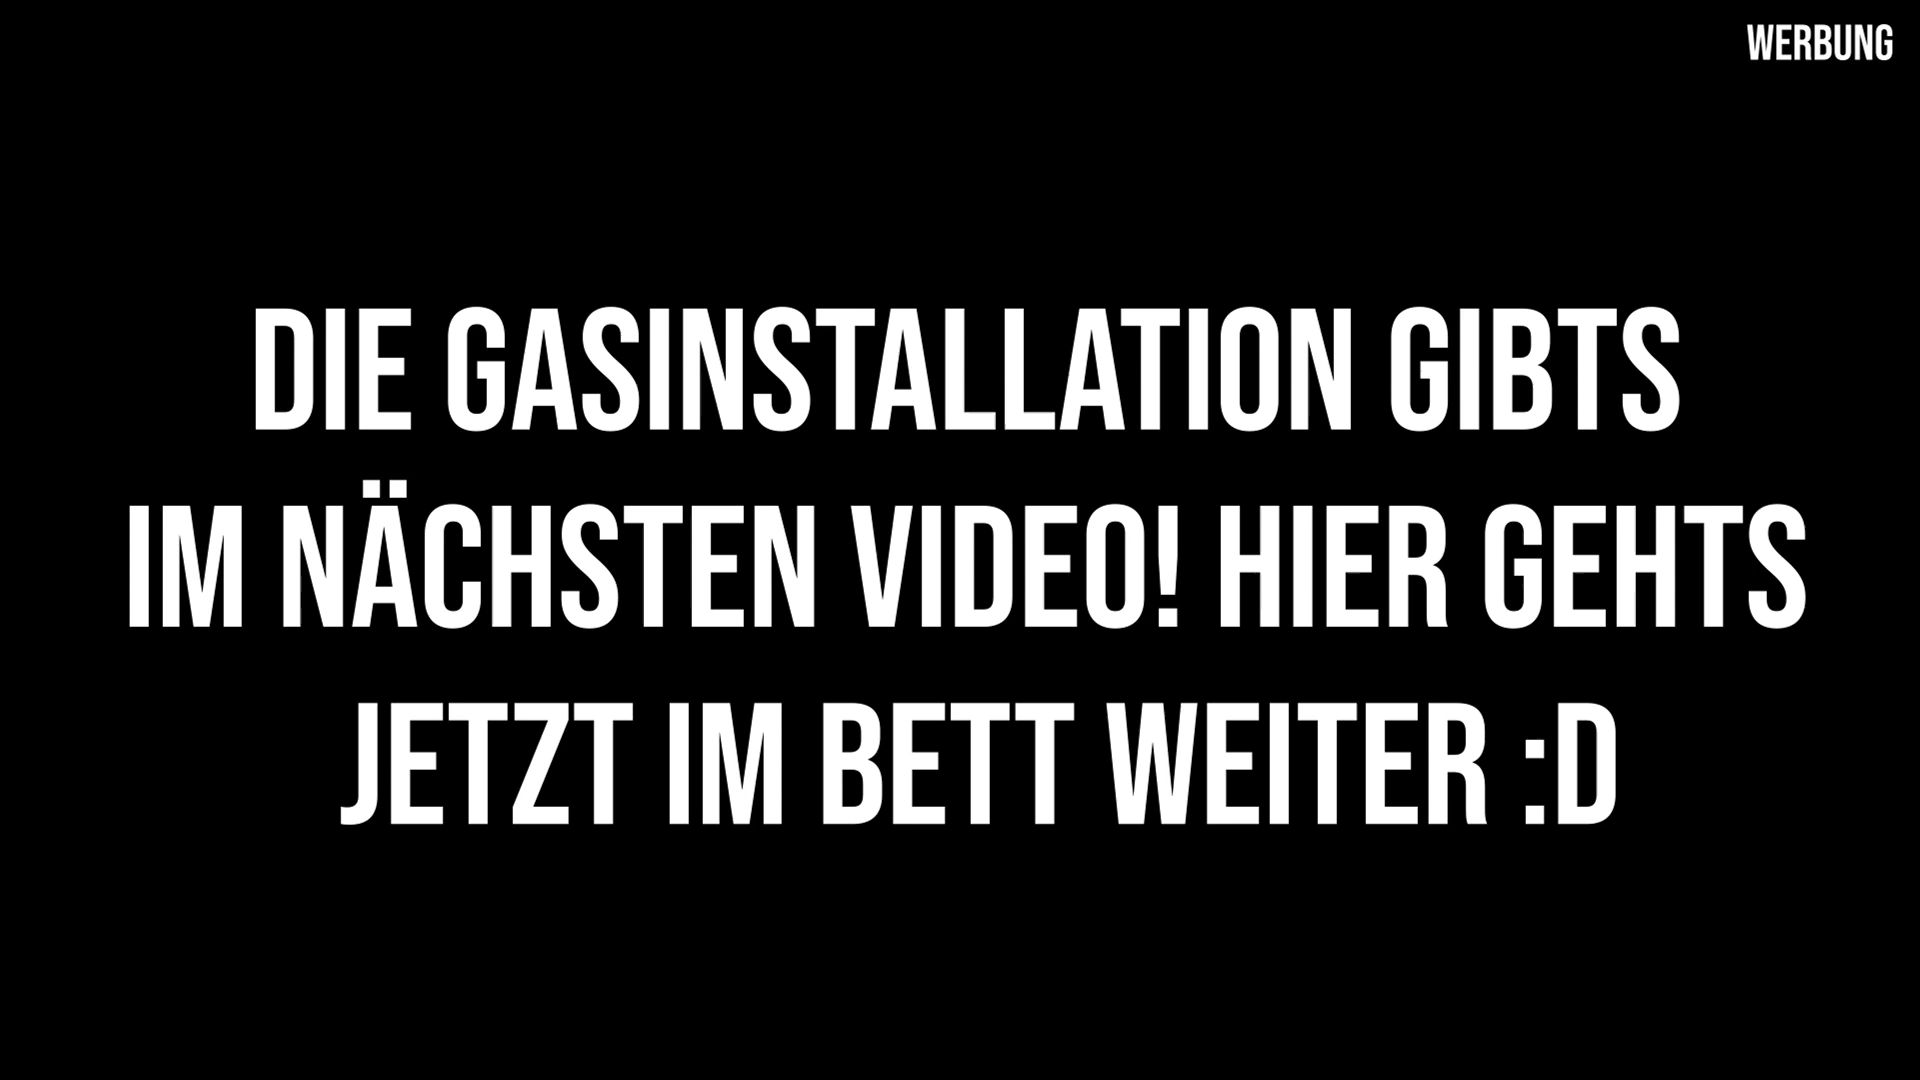 WERBUNG
DIE GASINSTALLATION GIBTS
IM NÄCHSTEN VIDEO! HIER GEHTS
JETZT IM BETT WEITER :D